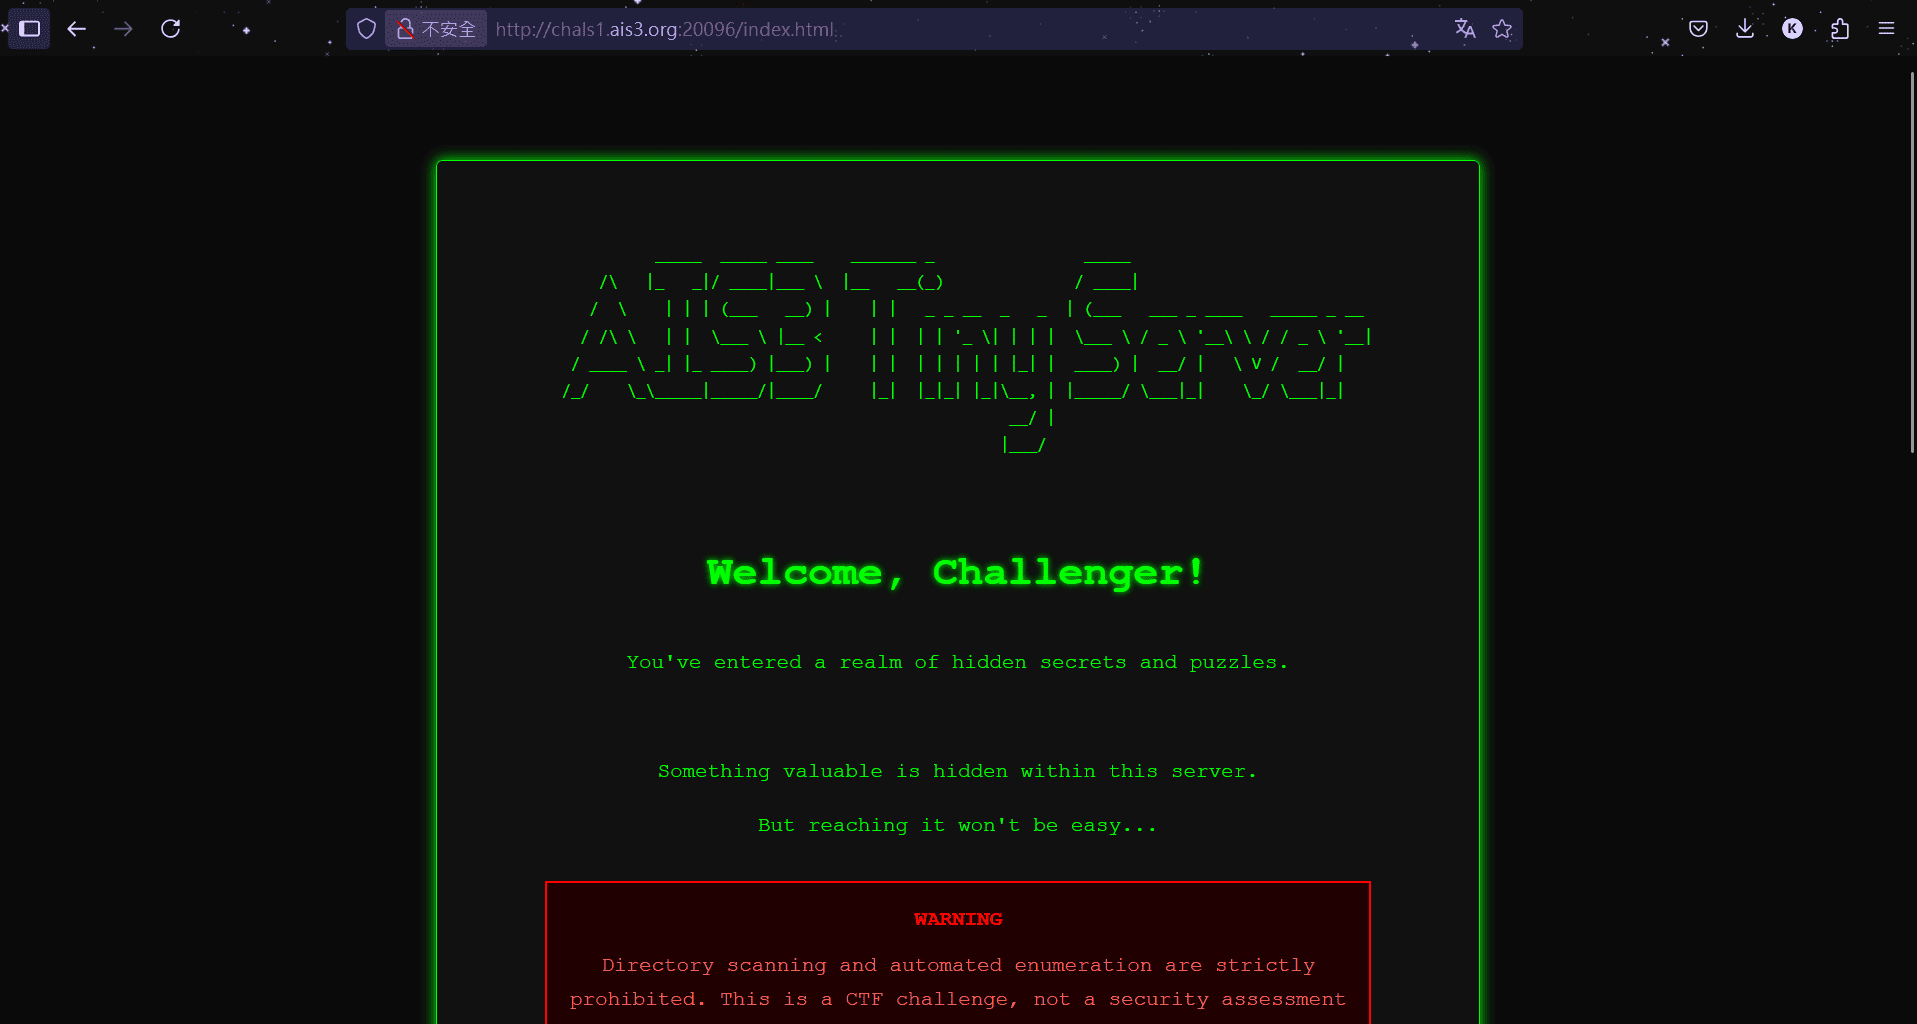 不安全 http://chals1.ais3.org:20096/index.html
K
AIS3 Tiny Server
Welcome, Challenger!
You've entered a realm of hidden secrets and puzzles.
Something valuable is hidden within this server.
But reaching it won't be easy...
WARNING
Directory scanning and automated enumeration are strictly
prohibited. This is a CTF challenge, not a security assessment